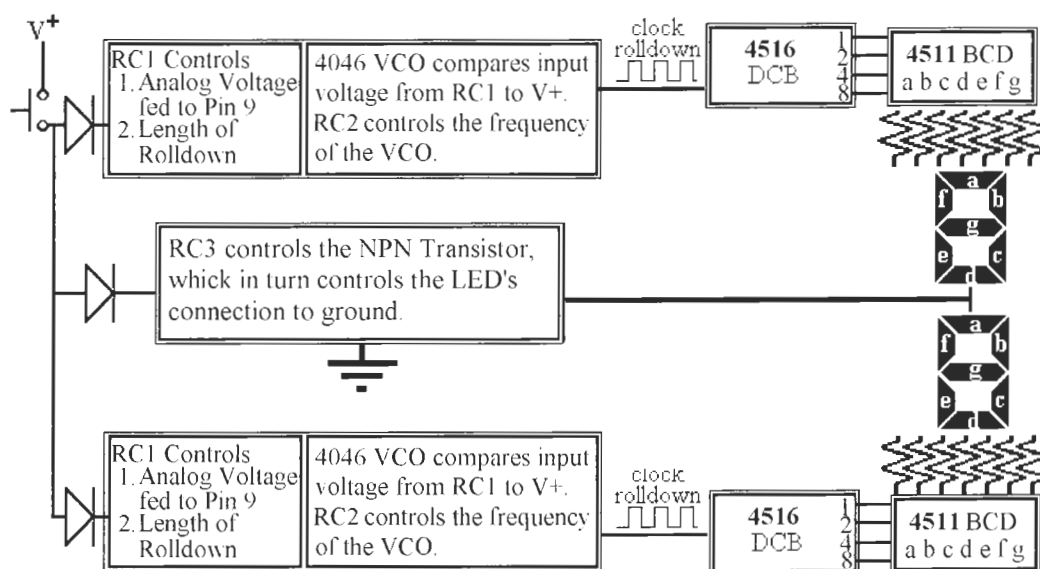 V+
RC1 Controls
1. Analog Voltage
fed to Pin 9
2. Length of
Rolldown
4046 VCO compares input
voltage from RC1 to V+.
RC2 controls the frequency
of the VCO.
clock
rolldown
4516
DCB
1
2
4
8
4511 BCD
a b c d e f g
a
f b
g
e c
d
RC3 controls the NPN Transistor,
whick in turn controls the LED's
connection to ground.
a
f b
g
e c
d
RC1 Controls
1. Analog Voltage
fed to Pin 9
2. Length of
Rolldown
4046 VCO compares input
voltage from RC1 to V+.
RC2 controls the frequency
of the VCO.
clock
rolldown
4516
DCB
1
2
4
8
4511 BCD
a b c d e f g